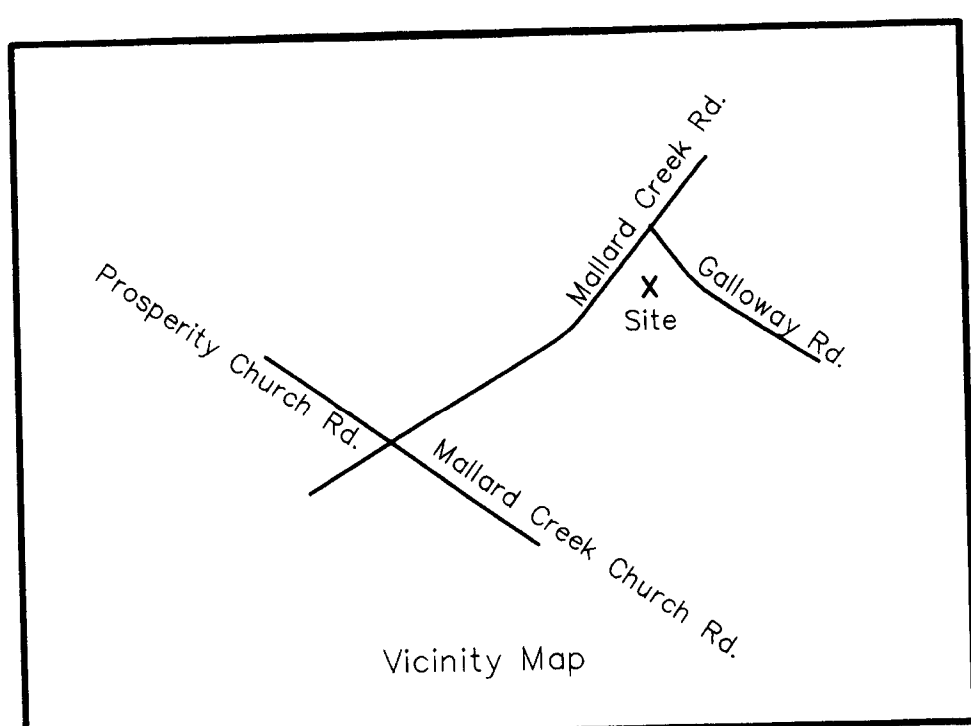 Mallard Creek Rd.
Galloway Rd.
X
Site
Prosperity Church Rd.
Mallard Creek Church Rd.
Vicinity Map